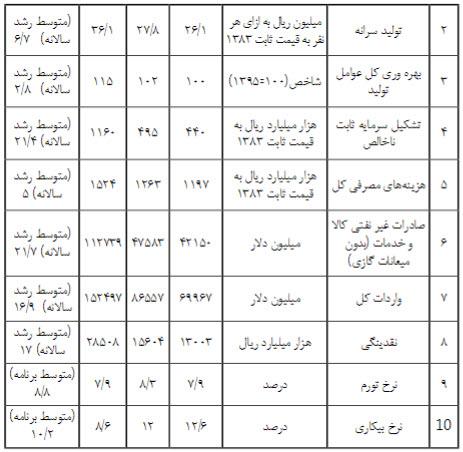 ۲ تولید سرانه میلیون ریال به ازای هر نفر به قیمت ثابت ۱۳۸۳ ۲۶/۱ ۲۷/۸ ۳۶/۱ (متوسط رشد سالانه) ۶/۷
۳ بهره وری کل عوامل تولید شاخص(۱۰۰=۱۳۹۵) ۱۰۰ ۱۰۲ ۱۱۵ (متوسط رشد سالانه) ۲/۸
۴ تشکیل سرمایه ثابت ناخالص هزار میلیارد ریال به قیمت ثابت ۱۳۸۳ ۴۴۰ ۴۹۵ ۱۱۶۰ (متوسط رشد سالانه) ۲۱/۴
۵ هزینه‌های مصرفی کل هزار میلیارد ریال به قیمت ثابت ۱۳۸۳ ۱۱۹۷ ۱۲۶۳ ۱۵۲۴ (متوسط رشد سالانه) ۵
۶ صادرات غیر نفتی کالا و خدمات (بدون میعانات گازی) میلیون دلار ۴۲۱۵۰ ۴۷۵۸۳ ۱۱۲۷۳۹ (متوسط رشد سالانه) ۲۱/۷
۷ واردات کل میلیون دلار ۶۹۹۶۷ ۸۶۵۵۷ ۱۵۲۴۹۷ (متوسط رشد سالانه) ۱۶/۹
۸ نقدینگی هزار میلیارد ریال ۱۳۰۰۳ ۱۵۶۰۴ ۲۸۵۰۸ (متوسط رشد سالانه) ۱۷
۹ نرخ تورم درصد ۷/۹ ۸/۳ ۷/۹ (متوسط برنامه) ۸/۸
10 نرخ بیکاری درصد ۱۲/۶ ۱۲ ۸/۶ (متوسط برنامه) ۱۰/۲